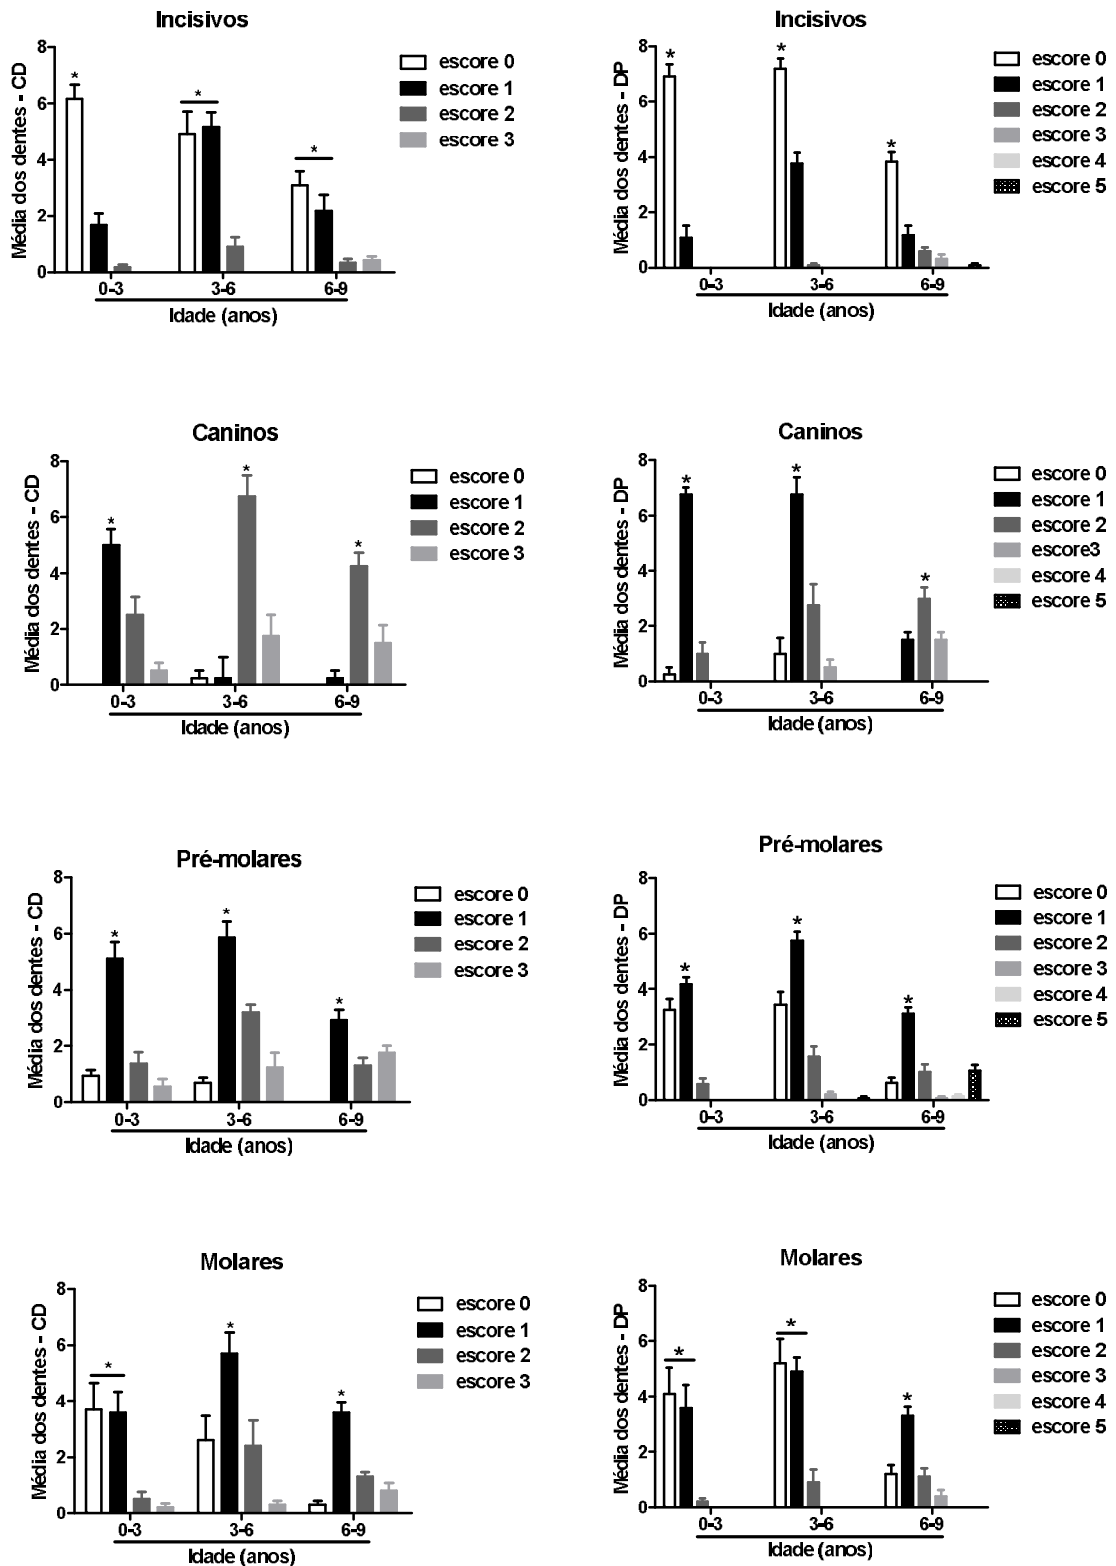 Incisivos
Média dos dentes - CD
8
6
4
2
0
*
*
*
0-3
3-6
6-9
Idade (anos)
escore 0
escore 1
escore 2
escore 3
Incisivos
Média dos dentes - DP
8
6
4
2
0
*
*
*
0-3
3-6
6-9
Idade (anos)
escore 0
escore 1
escore 2
escore 3
escore 4
escore 5
Caninos
Média dos dentes - CD
8
6
4
2
0
*
*
*
0-3
3-6
6-9
Idade (anos)
escore 0
escore 1
escore 2
escore 3
Caninos
Média dos dentes - DP
8
6
4
2
0
*
*
*
0-3
3-6
6-9
Idade (anos)
escore 0
escore 1
escore 2
escore3
escore 4
escore 5
Pré-molares
Média dos dentes - CD
8
6
4
2
0
*
*
*
0-3
3-6
6-9
Idade (anos)
escore 0
escore 1
escore 2
escore 3
Pré-molares
Média dos dentes - DP
8
6
4
2
0
*
*
*
0-3
3-6
6-9
Idade (anos)
escore 0
escore 1
escore 2
escore 3
escore 4
escore 5
Molares
Média dos dentes - CD
8
6
4
2
0
*
*
*
0-3
3-6
6-9
Idade (anos)
escore 0
escore 1
escore 2
escore 3
Molares
Média dos dentes - DP
8
6
4
2
0
*
*
*
0-3
3-6
6-9
Idade (anos)
escore 0
escore 1
escore 2
escore 3
escore 4
escore 5